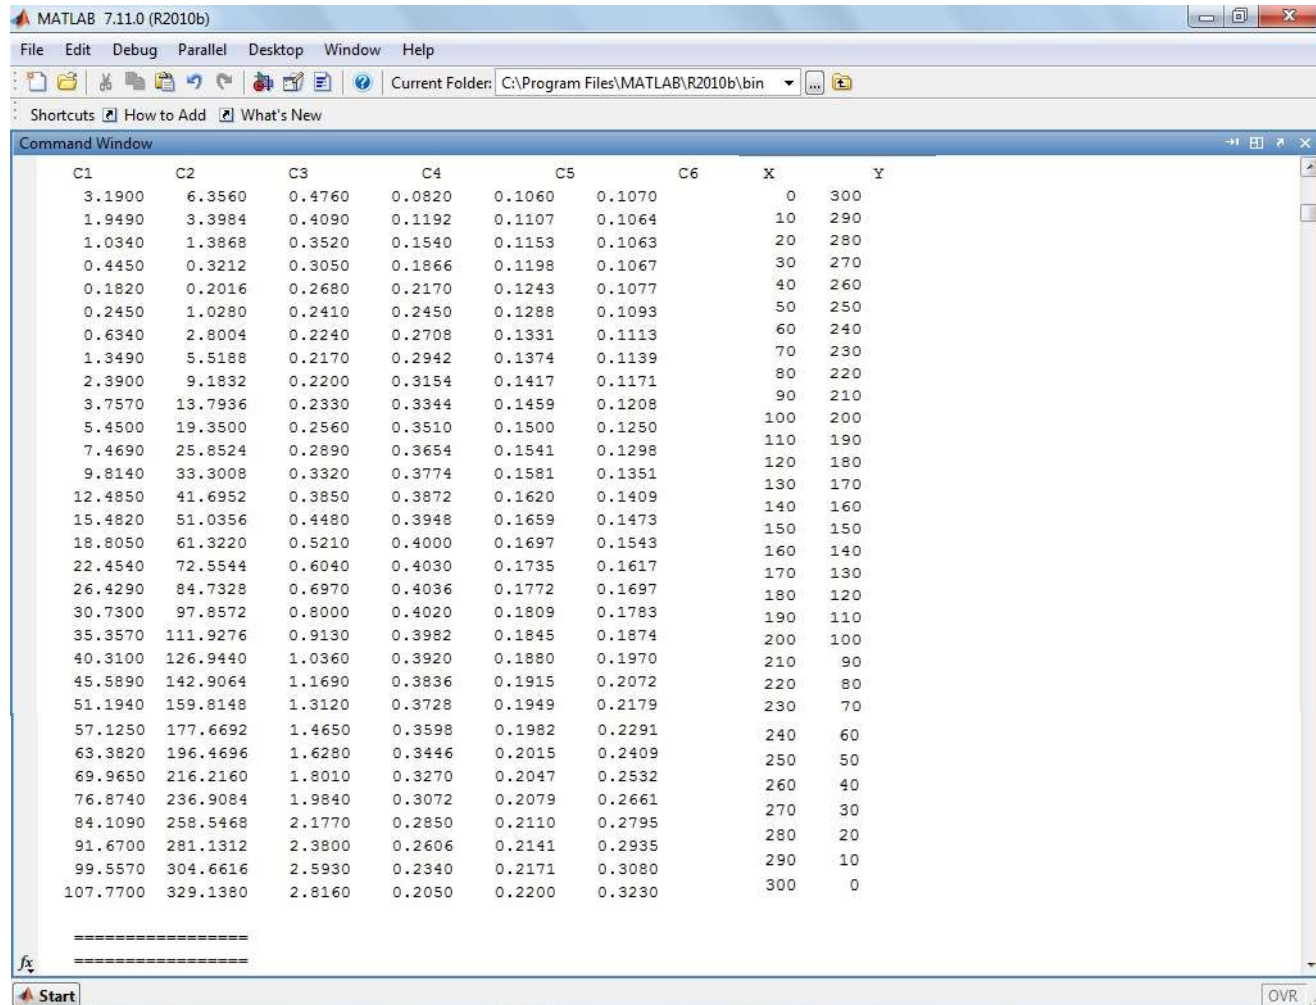 MATLAB 7.11.0 (R2010b)
File Edit Debug Parallel Desktop Window Help
Current Folder: C:\Program Files\MATLAB\R2010b\bin
Shortcuts How to Add What's New
Command Window
C1 C2 C3 C4 C5 C6 X Y
3.1900 6.3560 0.4760 0.0820 0.1060 0.1070 0 300
1.9490 3.3984 0.4090 0.1192 0.1107 0.1064 10 290
1.0340 1.3868 0.3520 0.1540 0.1153 0.1063 20 280
0.4450 0.3212 0.3050 0.1866 0.1198 0.1067 30 270
0.1820 0.2016 0.2680 0.2170 0.1243 0.1077 40 260
0.2450 1.0280 0.2410 0.2450 0.1288 0.1093 50 250
0.6340 2.8004 0.2240 0.2708 0.1331 0.1113 60 240
1.3490 5.5188 0.2170 0.2942 0.1374 0.1139 70 230
2.3900 9.1832 0.2200 0.3154 0.1417 0.1171 80 220
3.7570 13.7936 0.2330 0.3344 0.1459 0.1208 90 210
5.4500 19.3500 0.2560 0.3510 0.1500 0.1250 100 200
7.4690 25.8524 0.2890 0.3654 0.1541 0.1298 110 190
9.8140 33.3008 0.3320 0.3774 0.1581 0.1351 120 180
12.4850 41.6952 0.3850 0.3872 0.1620 0.1409 130 170
15.4820 51.0356 0.4480 0.3948 0.1659 0.1473 140 160
18.8050 61.3220 0.5210 0.4000 0.1697 0.1543 150 150
22.4540 72.5544 0.6040 0.4030 0.1735 0.1617 160 140
26.4290 84.7328 0.6970 0.4036 0.1772 0.1697 170 130
30.7300 97.8572 0.8000 0.4020 0.1809 0.1783 180 120
35.3570 111.9276 0.9130 0.3982 0.1845 0.1874 190 110
40.3100 126.9440 1.0360 0.3920 0.1880 0.1970 200 100
45.5890 142.9064 1.1690 0.3836 0.1915 0.2072 210 90
51.1940 159.8148 1.3120 0.3728 0.1949 0.2179 220 80
57.1250 177.6692 1.4650 0.3598 0.1982 0.2291 230 70
63.3820 196.4696 1.6280 0.3446 0.2015 0.2409 240 60
69.9650 216.2160 1.8010 0.3270 0.2047 0.2532 250 50
76.8740 236.9084 1.9840 0.3072 0.2079 0.2661 260 40
84.1090 258.5468 2.1770 0.2850 0.2110 0.2795 270 30
91.6700 281.1312 2.3800 0.2606 0.2141 0.2935 280 20
99.5570 304.6616 2.5930 0.2340 0.2171 0.3080 290 10
107.7700 329.1380 2.8160 0.2050 0.2200 0.3230 300 0
=================
=================
fx
Start OVR